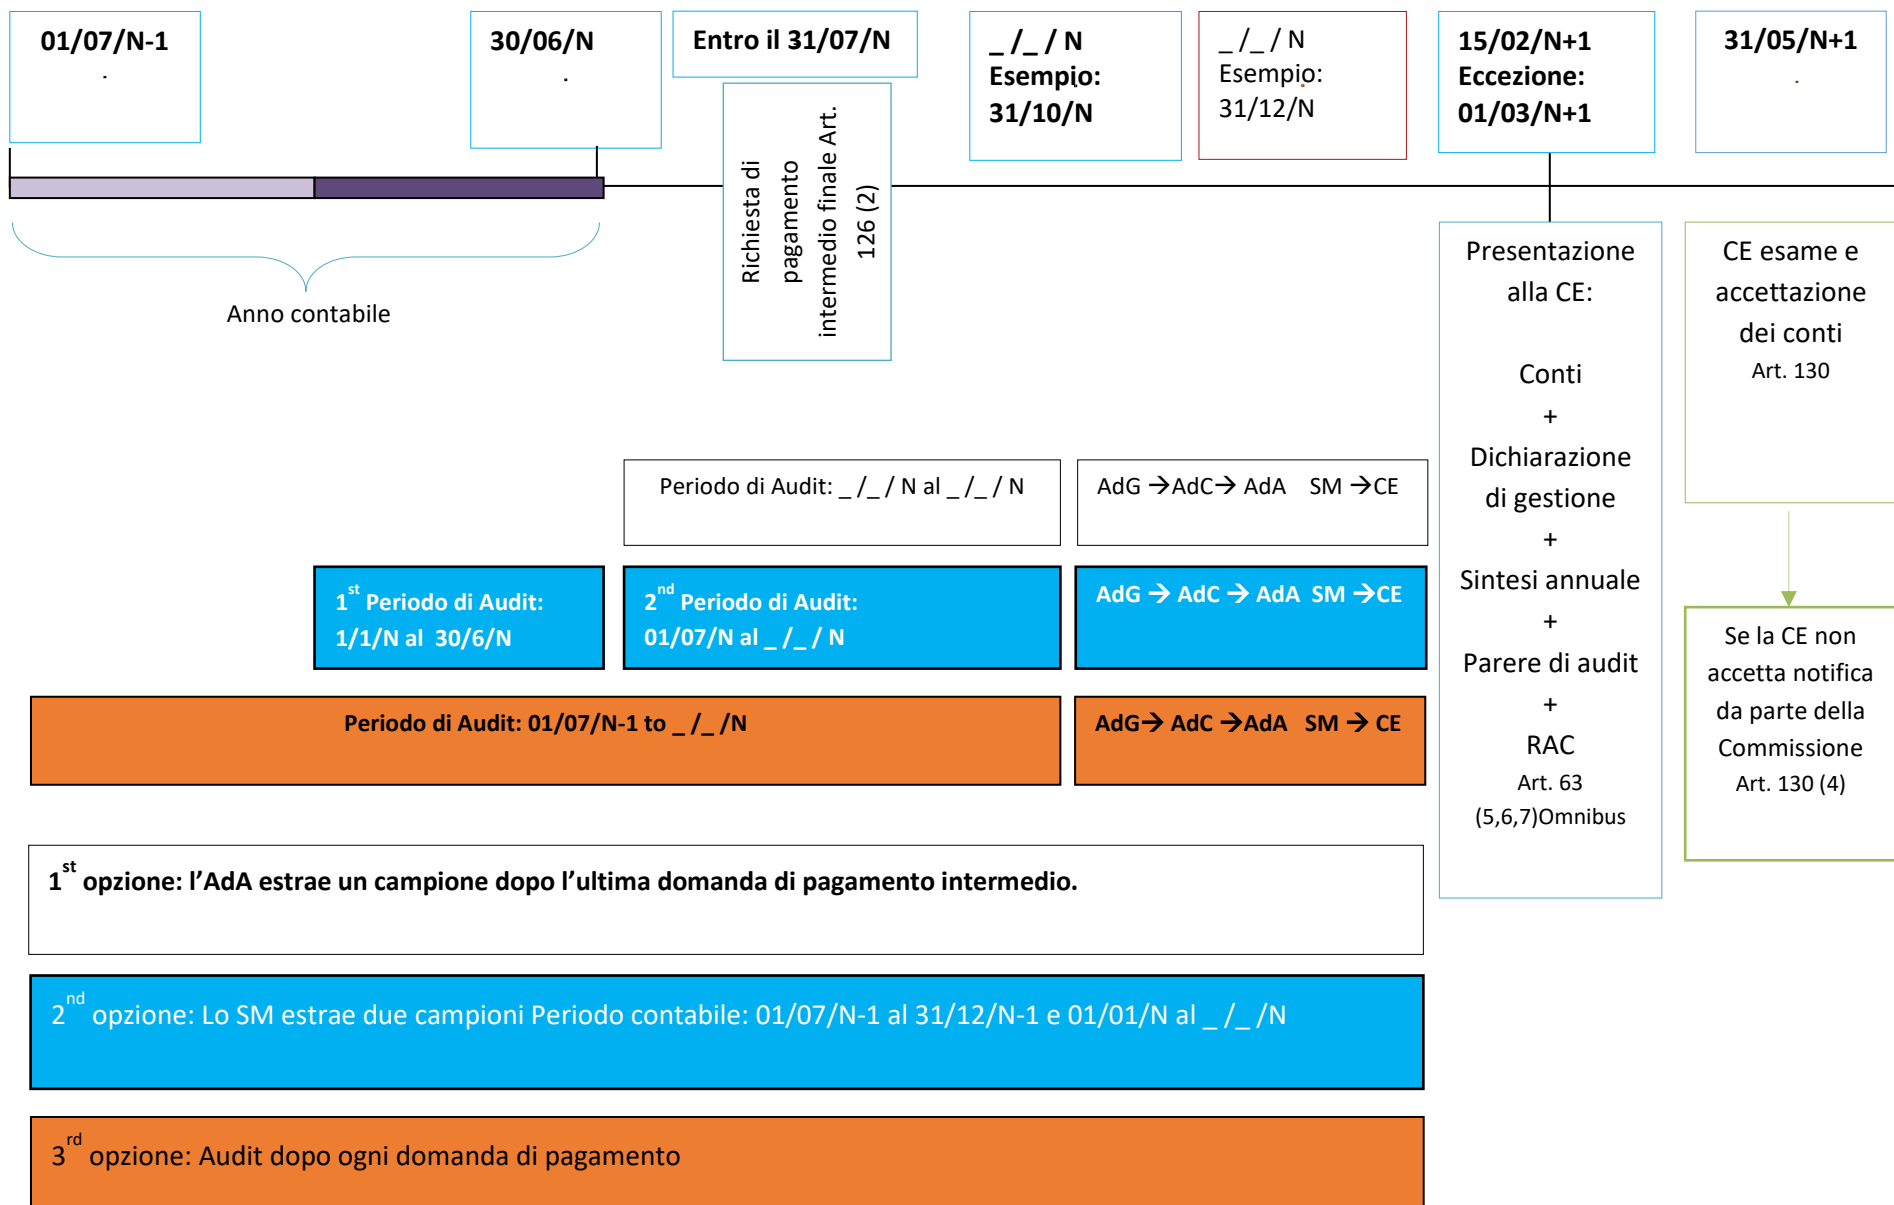 01/07/N-1
.
30/06/N
.
Entro il 31/07/N
_ /_ / N
Esempio:
31/10/N
_ /_ / N
Esempio:
31/12/N
15/02/N+1
Eccezione:
01/03/N+1
31/05/N+1
.
Richiesta di
pagamento
intermedio finale Art.
126 (2)
Anno contabile
Presentazione
alla CE:
Conti
+
Dichiarazione
di gestione
+
Sintesi annuale
+
Parere di audit
+
RAC
Art. 63
(5,6,7)Omnibus
CE esame e
accettazione
dei conti
Art. 130
Se la CE non
accetta notifica
da parte della
Commissione
Art. 130 (4)
Periodo di Audit: _ /_ / N al _ /_ / N
AdG →AdC→ AdA SM →CE
1st Periodo di Audit:
1/1/N al 30/6/N
2nd Periodo di Audit:
01/07/N al _ /_ / N
AdG → AdC → AdA SM →CE
Periodo di Audit: 01/07/N-1 to _ /_ /N
AdG→ AdC →AdA SM → CE
1st opzione: l’AdA estrae un campione dopo l’ultima domanda di pagamento intermedio.
2nd opzione: Lo SM estrae due campioni Periodo contabile: 01/07/N-1 al 31/12/N-1 e 01/01/N al _ /_ /N
3rd opzione: Audit dopo ogni domanda di pagamento